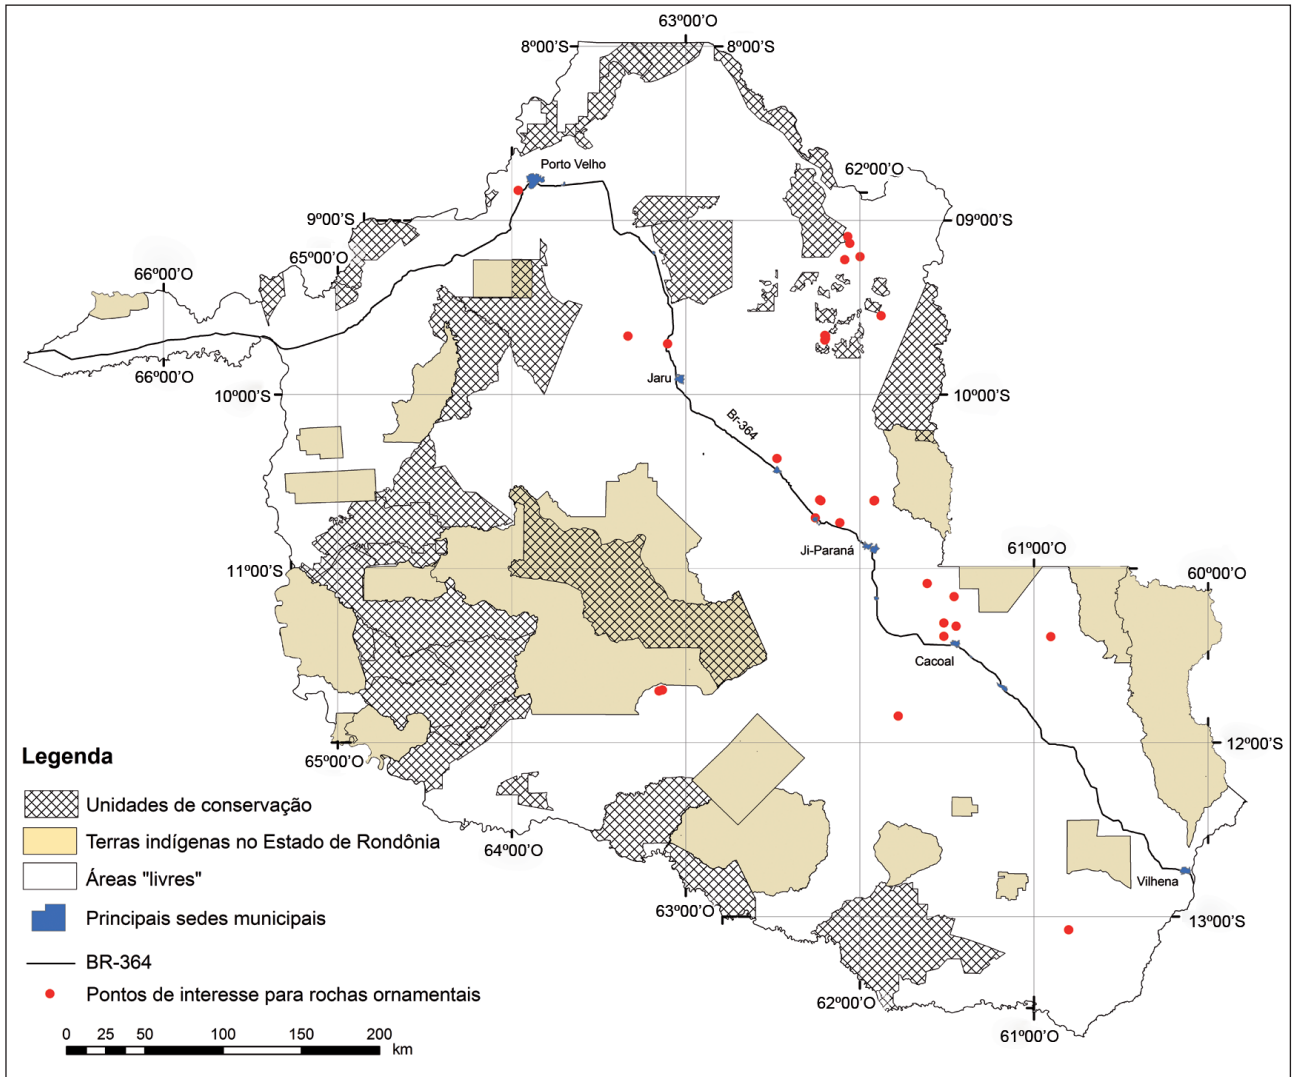 63º00'O
8º00'S
8º00'S
Porto Velho
62º00'O
9º00'S
09º00'S
65º00'O
66º00'O
66º00'O
Jaru
10º00'S
10º00'S
Br-364
Ji-Paraná
61º00'O
11º00'S
60º00'O
Cacoal
12º00'S
65º00'O
64º00'O
Vilhena
63º00'O
13º00'S
62º00'O
61º00'O
Legenda
Unidades de conservação
Terras indígenas no Estado de Rondônia
Áreas "livres"
Principais sedes municipais
BR-364
Pontos de interesse para rochas ornamentais
0 25 50 100 150 200
km